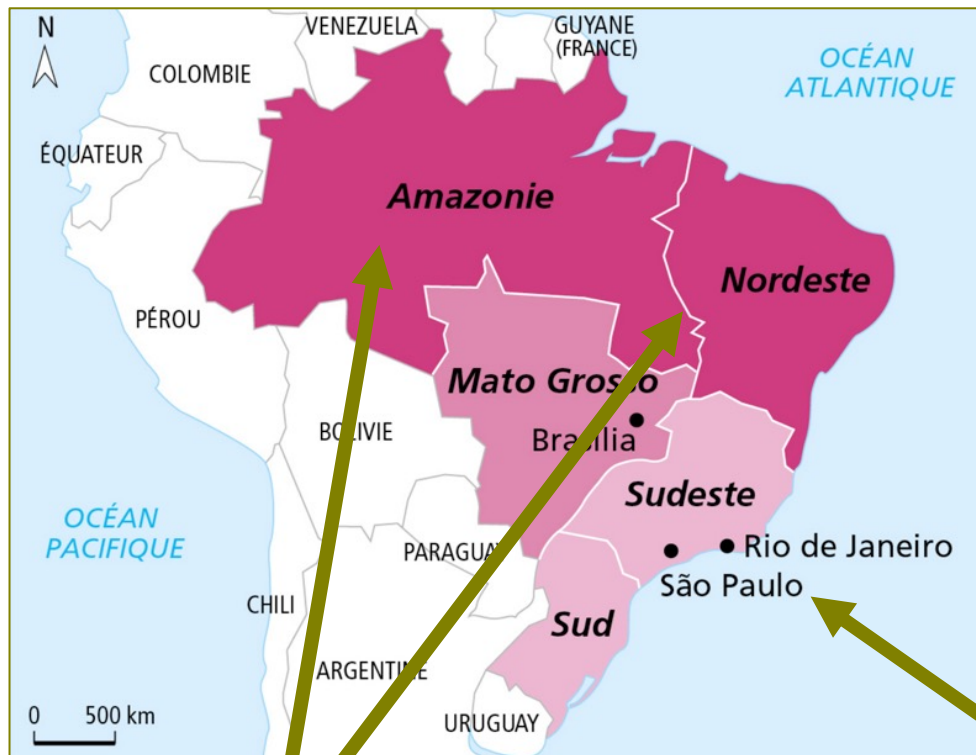 N
VENEZUELA
GUYANE
(FRANCE)
COLOMBIE
OCÉAN
ATLANTIQUE
ÉQUATEUR
Amazonie
Nordeste
PÉROU
Mato Grosso
BOLIVIE
Brasília
Sudeste
OCÉAN
PACIFIQUE
PARAGUAY
Rio de Janeiro
São Paulo
CHILI
Sud
ARGENTINE
0 500 km
URUGUAY